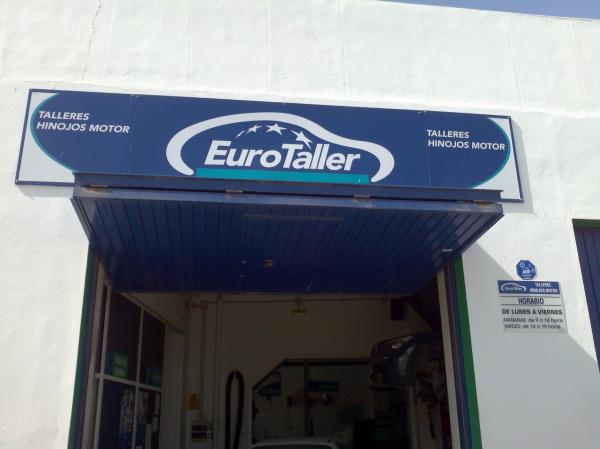 TALLERES
HINOJOS MOTOR
EuroTaller
TALLERES
HINOJOS MOTOR
EuroTaller
TALLERES
HINOJOS MOTOR
HORARIO
DE LUNES A VIERNES
MAÑANAS: de 9 a 14 horas
TARDES: de 16 a 19 horas